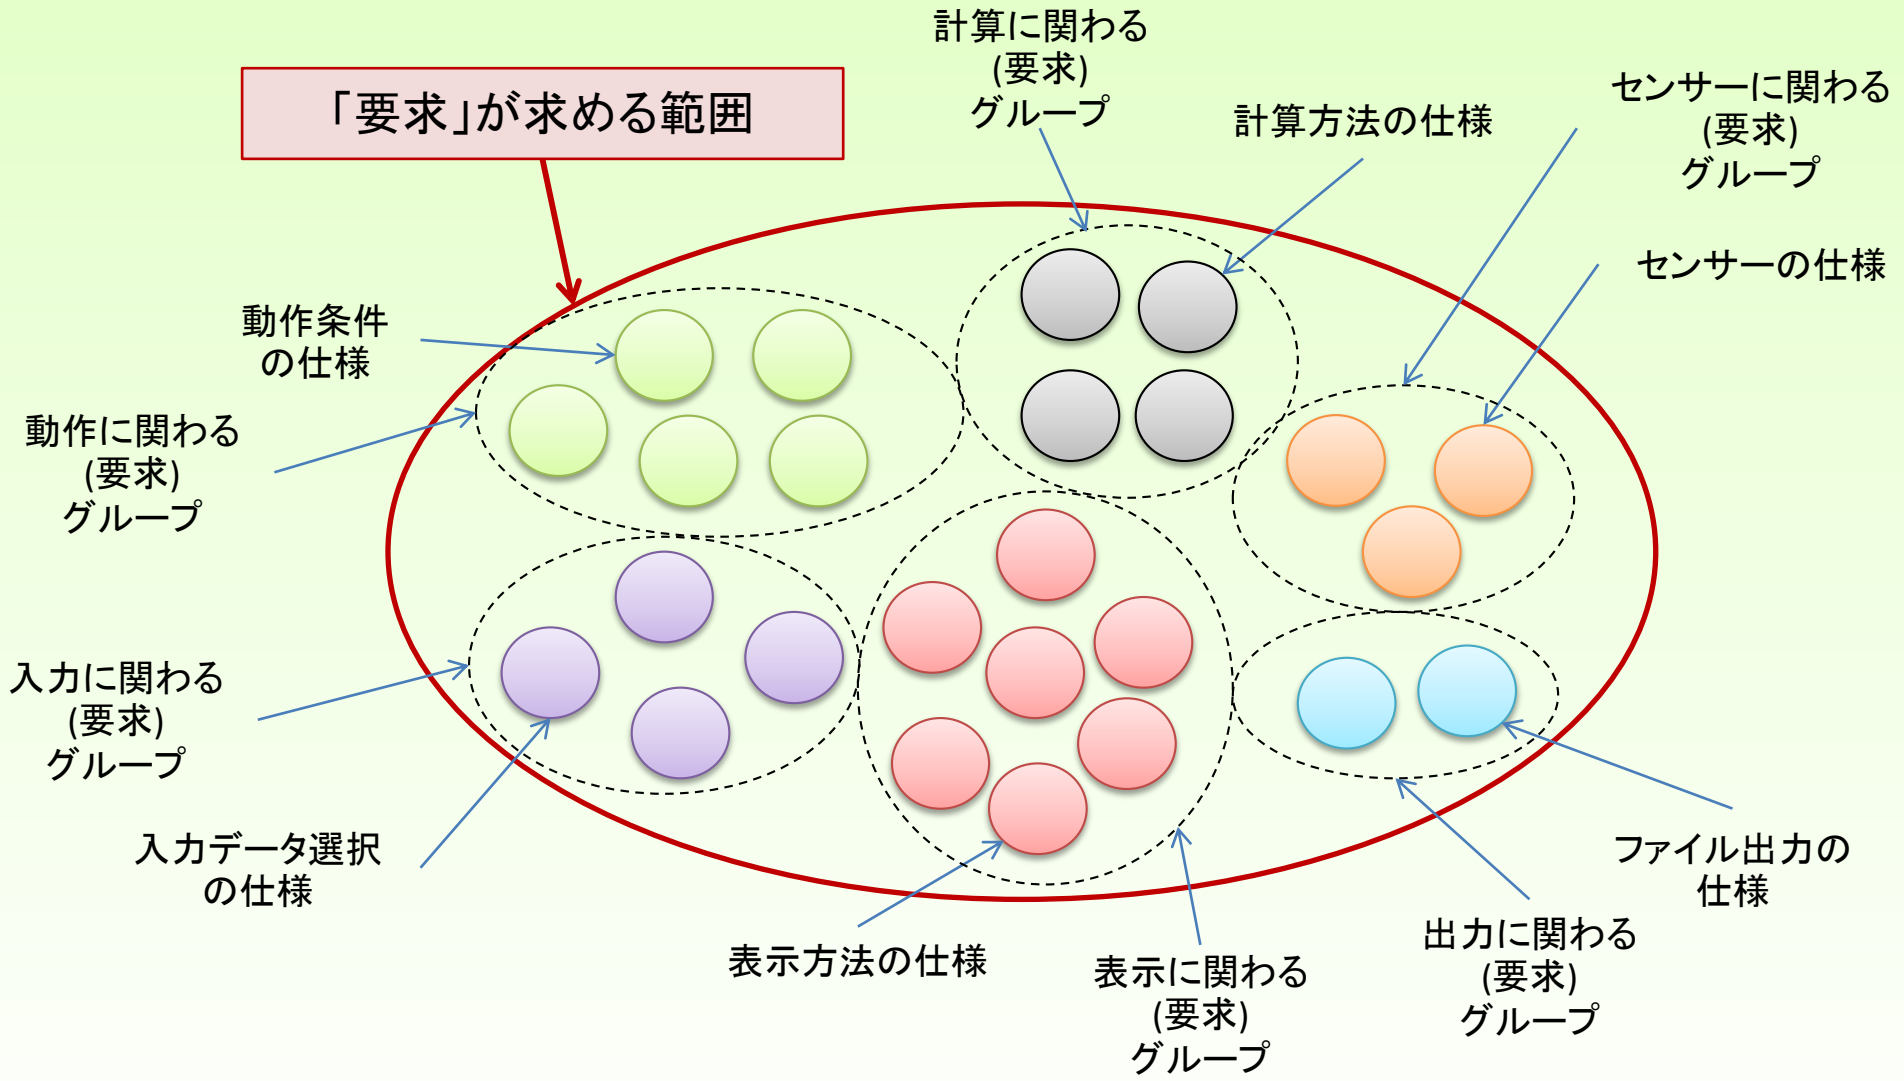 計算に関わる
(要求)
グループ
「要求」が求める範囲
計算方法の仕様
センサーに関わる
(要求)
グループ
センサーの仕様
動作条件
の仕様
動作に関わる
(要求)
グループ
入力に関わる
(要求)
グループ
入力データ選択
の仕様
表示方法の仕様
表示に関わる
(要求)
グループ
出力に関わる
(要求)
グループ
ファイル出力の
仕様